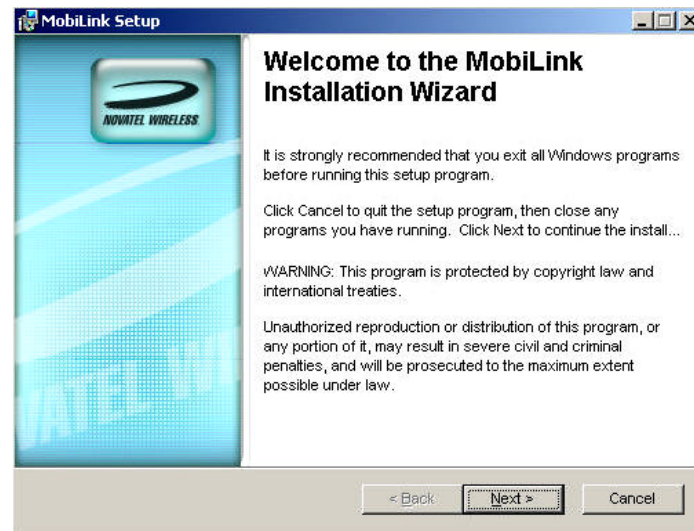 MobiLink Setup
NOVATEL WIRELESS
Welcome to the MobiLink
Installation Wizard
It is strongly recommended that you exit all Windows programs
before running this setup program.
Click Cancel to quit the setup program, then close any
programs you have running. Click Next to continue the install...
WARNING: This program is protected by copyright law and
international treaties.
Unauthorized reproduction or distribution of this program, or
any portion of it, may result in severe civil and criminal
penalties, and will be prosecuted to the maximum extent
possible under law.
VATEL WI
< Back Next > Cancel